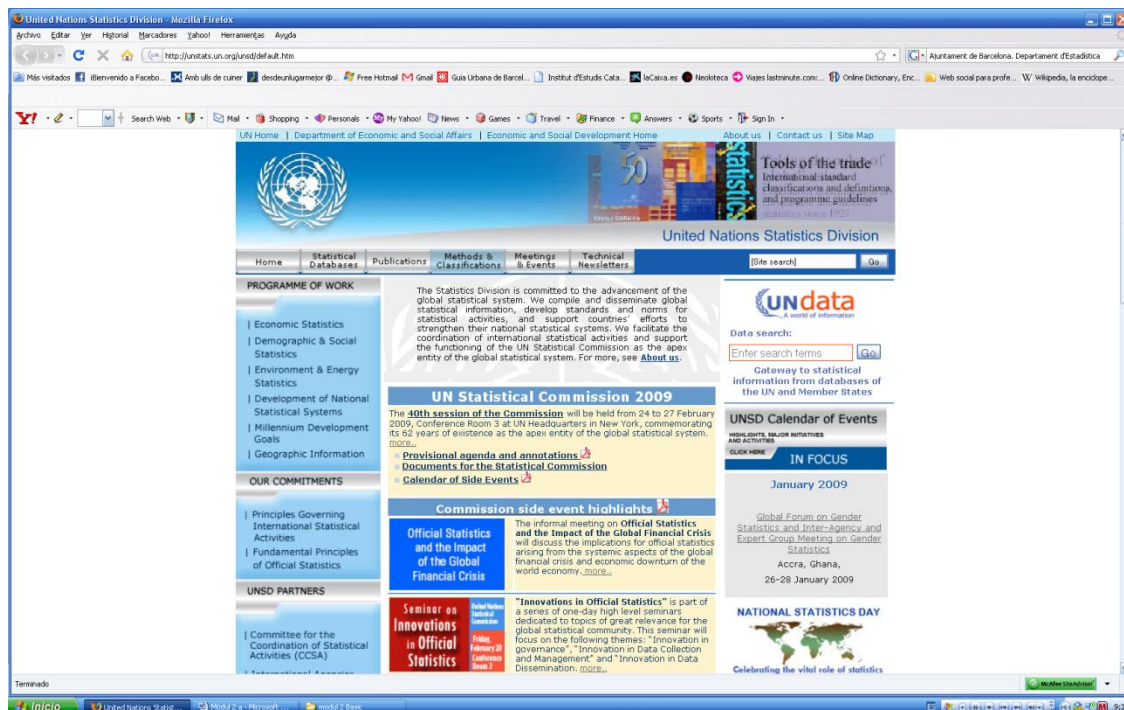 United Nations Statistics Division - Mozilla Firefox
Archivo Editar Ver Historial Marcadores Yahoo! Herramientas Ayuda
http://unstats.un.org/unsd/default.htm
Ajuntament de Barcelona. Departament d'Estadística
Más visitados iBienvenido a Facebo... Amb ulls de cuiner desdeunlugarmejor @... Free Hotmail Gmail Guia Urbana de Barcel... Institut d'Estudis Cata... laCaixa.es Neoloteca Viajes lastminute.com:... Online Dictionary, Enc... Web social para profe... Wikipedia, la enciclope...
Y! Search Web Mail Shopping Personals My Yahoo! News Games Travel Finance Answers Sports Sign In
UN Home | Department of Economic and Social Affairs | Economic and Social Development Home
About us | Contact us | Site Map
50
Energy Statistics
statistics
Tools of the trade
International standard
classifications and definitions,
and programme guidelines
statistics since 1921
United Nations Statistics Division
Home
Statistical Databases
Publications
Methods & Classifications
Meetings & Events
Technical Newsletters
[Site search] Go
PROGRAMME OF WORK
| Economic Statistics
| Demographic & Social
Statistics
| Environment & Energy
Statistics
| Development of National
Statistical Systems
| Millennium Development
Goals
| Geographic Information
OUR COMMITMENTS
| Principles Governing
International Statistical
Activities
| Fundamental Principles
of Official Statistics
UNSD PARTNERS
| Committee for the
Coordination of Statistical
Activities (CCSA)
| International Agencies
The Statistics Division is committed to the advancement of the
global statistical system. We compile and disseminate global
statistical information, develop standards and norms for
statistical activities, and support countries' efforts to
strengthen their national statistical systems. We facilitate the
coordination of international statistical activities and support
the functioning of the UN Statistical Commission as the apex
entity of the global statistical system. For more, see About us.
UN Statistical Commission 2009
The 40th session of the Commission will be held from 24 to 27 February
2009, Conference Room 3 at UN Headquarters in New York, commemorating
its 62 years of existence as the apex entity of the global statistical system.
more..
Provisional agenda and annotations
Documents for the Statistical Commission
Calendar of Side Events
Commission side event highlights
Official Statistics
and the Impact
of the Global
Financial Crisis
The informal meeting on Official Statistics
and the Impact of the Global Financial Crisis
will discuss the implications for official statistics
arising from the systemic aspects of the global
financial crisis and economic downturn of the
world economy. more..
Seminar on
Innovations
in Official
Statistics
United Nations
Statistical
Commission
Friday,
February 20
Conference
Room 3
"Innovations in Official Statistics" is part of
a series of one-day high level seminars
dedicated to topics of great relevance for the
global statistical community. This seminar will
focus on the following themes: "Innovation in
governance", "Innovation in Data Collection
and Management" and "Innovation in Data
Dissemination. more..
UNdata
A world of information
Data search:
Enter search terms Go
Gateway to statistical
information from databases of
the UN and Member States
UNSD Calendar of Events
HIGHLIGHTS, MAJOR INITIATIVES
AND ACTIVITIES
CLICK HERE
IN FOCUS
January 2009
Global Forum on Gender
Statistics and Inter-Agency and
Expert Group Meeting on Gender
Statistics
Accra, Ghana,
26-28 January 2009
NATIONAL STATISTICS DAY
Celebrating the vital role of statistics
Terminado
McAfee SiteAdvisor
Inicio
United Nations Statist...
Mòdul 2 a - Microsoft ...
modul 2 Basic